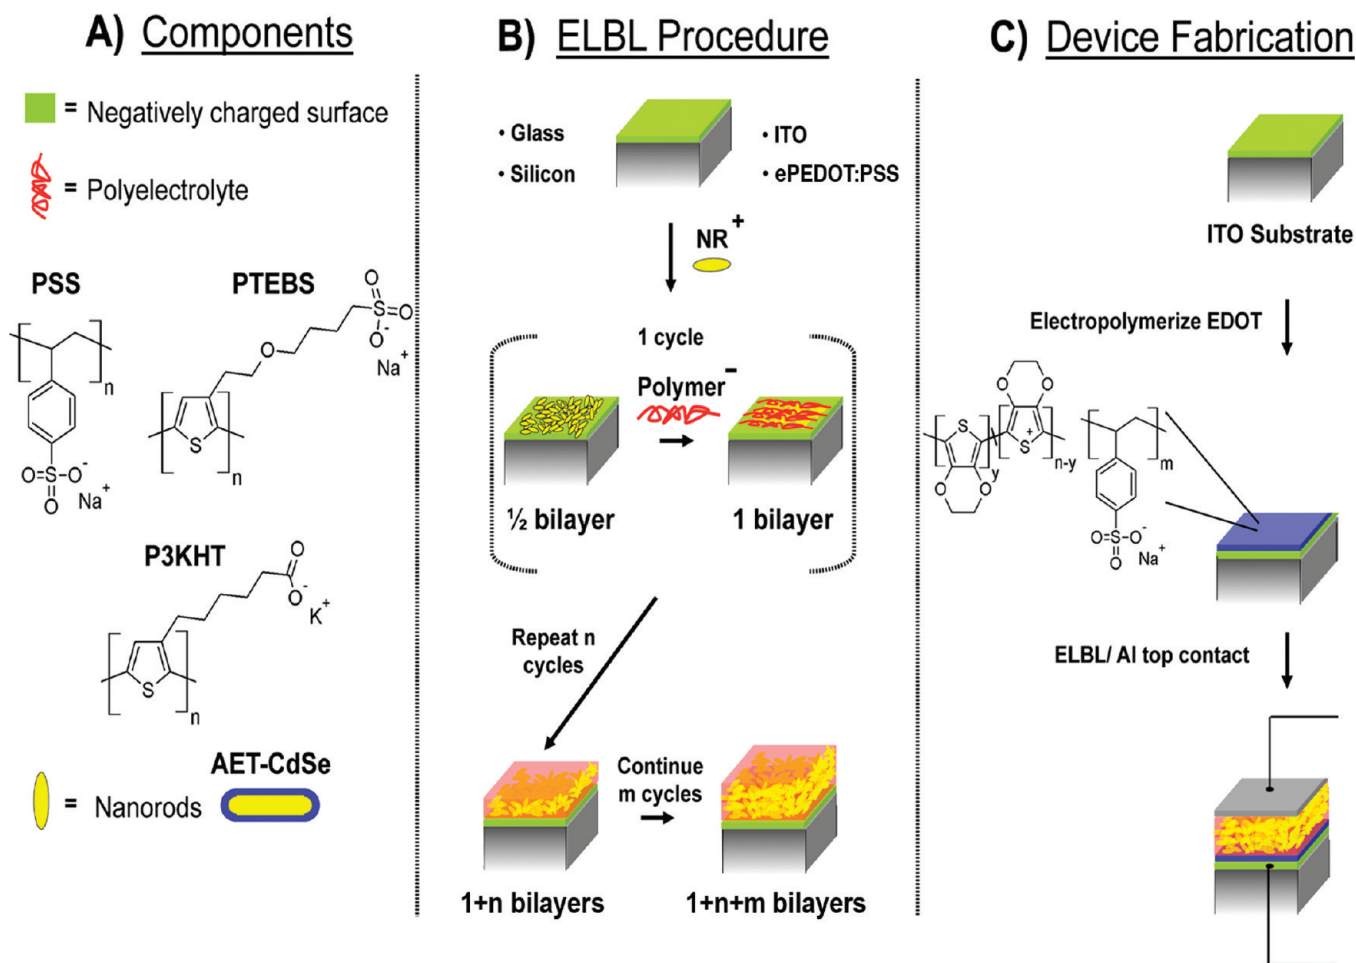 A) Components
= Negatively charged surface
= Polyelectrolyte
PSS
PTEBS
n
O=S=O
O-
Na+
O
O
S
O
O-
Na+
O
S
n
P3KHT
O
O-
K+
S
n
AET-CdSe
= Nanorods
B) ELBL Procedure
• Glass
• Silicon
• ITO
• ePEDOT:PSS
NR+
1 cycle
Polymer-
½ bilayer
1 bilayer
Repeat n
cycles
Continue
m cycles
1+n bilayers
1+n+m bilayers
C) Device Fabrication
ITO Substrate
Electropolymerize EDOT
O
O
S
S
+
O
O
y
n-y
m
O=S-O-
O
Na+
ELBL/ Al top contact